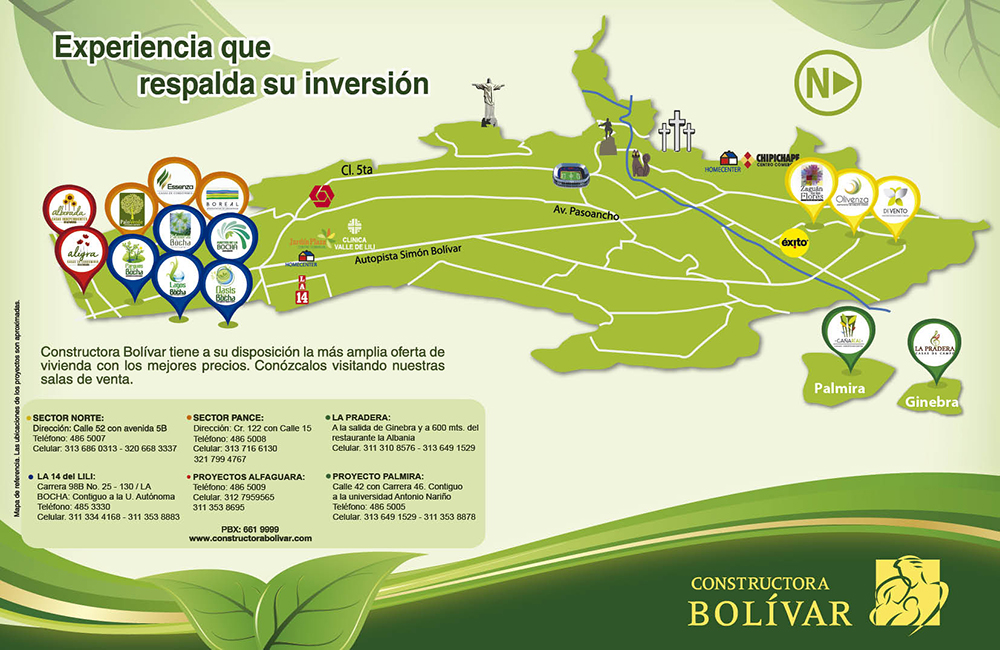 Experiencia que
respalda su inversión
N
CHIPICHAPE
HOMECENTER
Cl. 5ta
Essenza
BOREAL
alborada
Zaguán
de las
Flores
Olivenza
DI VENTO
Av. Pasoancho
Bocha
BOCHA
aligra
Parques
Bocha
CLINICA
VALLE DE LILI
éxito
Autopista Simón Bolívar
HOMECENTER
Lagos
Bocha
Oasis
Bocha
LA
14
LA PRADERA
Palmira
Ginebra
Constructora Bolívar tiene a su disposición la más amplia oferta de
vivienda con los mejores precios. Conózcalos visitando nuestras
salas de venta.
Mapa de referencia. Las ubicaciones de los proyectos son aproximadas.
SECTOR NORTE:
Dirección: Calle 52 con avenida 5B
Teléfono: 486 5007
Celular: 313 686 0313 - 320 668 3337
SECTOR PANCE:
Dirección: Cr. 122 con Calle 15
Teléfono: 486 5008
Celular: 313 716 6130
321 799 4767
LA PRADERA:
A la salida de Ginebra y a 600 mts. del
restaurante la Albania
Celular: 311 310 8576 - 313 649 1529
LA 14 del LILI:
Carrera 98B No. 25 - 130 / LA
BOCHA: Contiguo a la U. Autónoma
Teléfono: 485 3330
Celular. 311 334 4168 - 311 353 8883
PROYECTOS ALFAGUARA:
Teléfono: 486 5009
Celular. 312 7959565
311 353 8695
PROYECTO PALMIRA:
Calle 42 con Carrera 46. Contiguo
a la universidad Antonio Nariño
Teléfono: 486 5005
Celular. 313 649 1529 - 311 353 8878
PBX: 661 9999
www.constructorabolivar.com
CONSTRUCTORA
BOLÍVAR